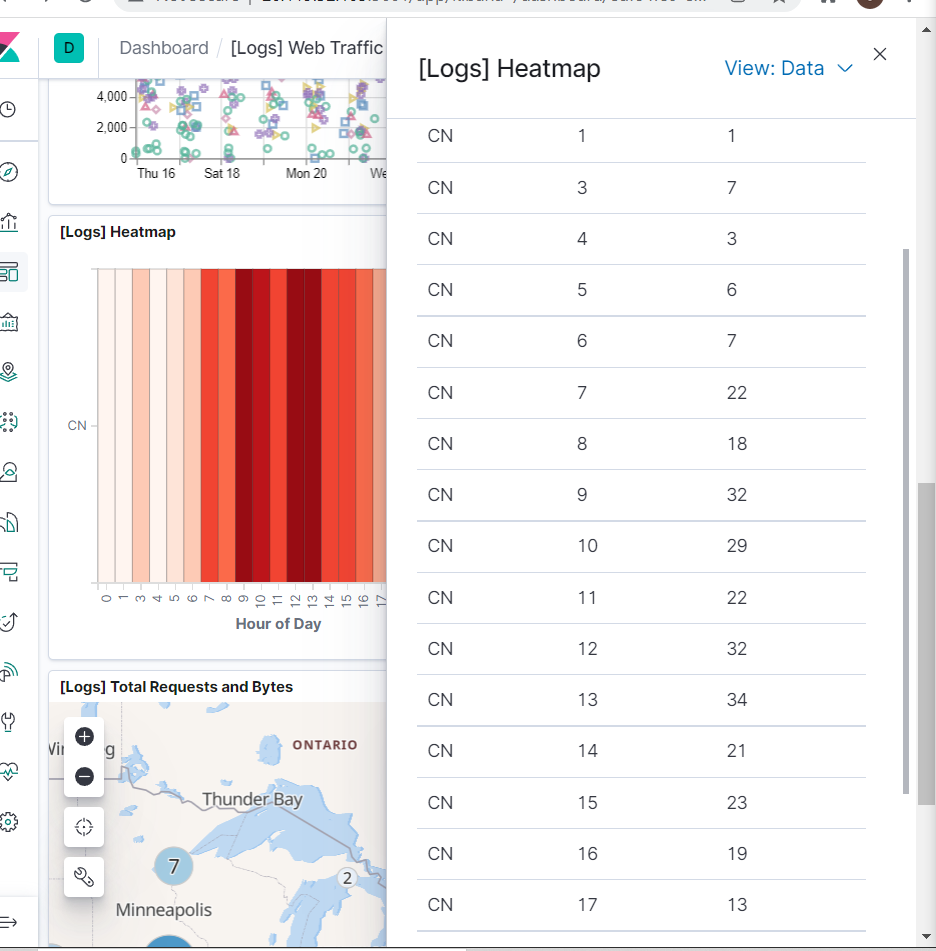 D
Dashboard / [Logs] Web Traffic
4,000
2,000
0
Thu 16 Sat 18 Mon 20 We
[Logs] Heatmap
CN
0 1 3 4 5 6 7 8 9 10 11 12 13 14 15 16 17
Hour of Day
[Logs] Total Requests and Bytes
ONTARIO
Thunder Bay
7
2
Minneapolis
[Logs] Heatmap
View: Data
CN 1 1
CN 3 7
CN 4 3
CN 5 6
CN 6 7
CN 7 22
CN 8 18
CN 9 32
CN 10 29
CN 11 22
CN 12 32
CN 13 34
CN 14 21
CN 15 23
CN 16 19
CN 17 13